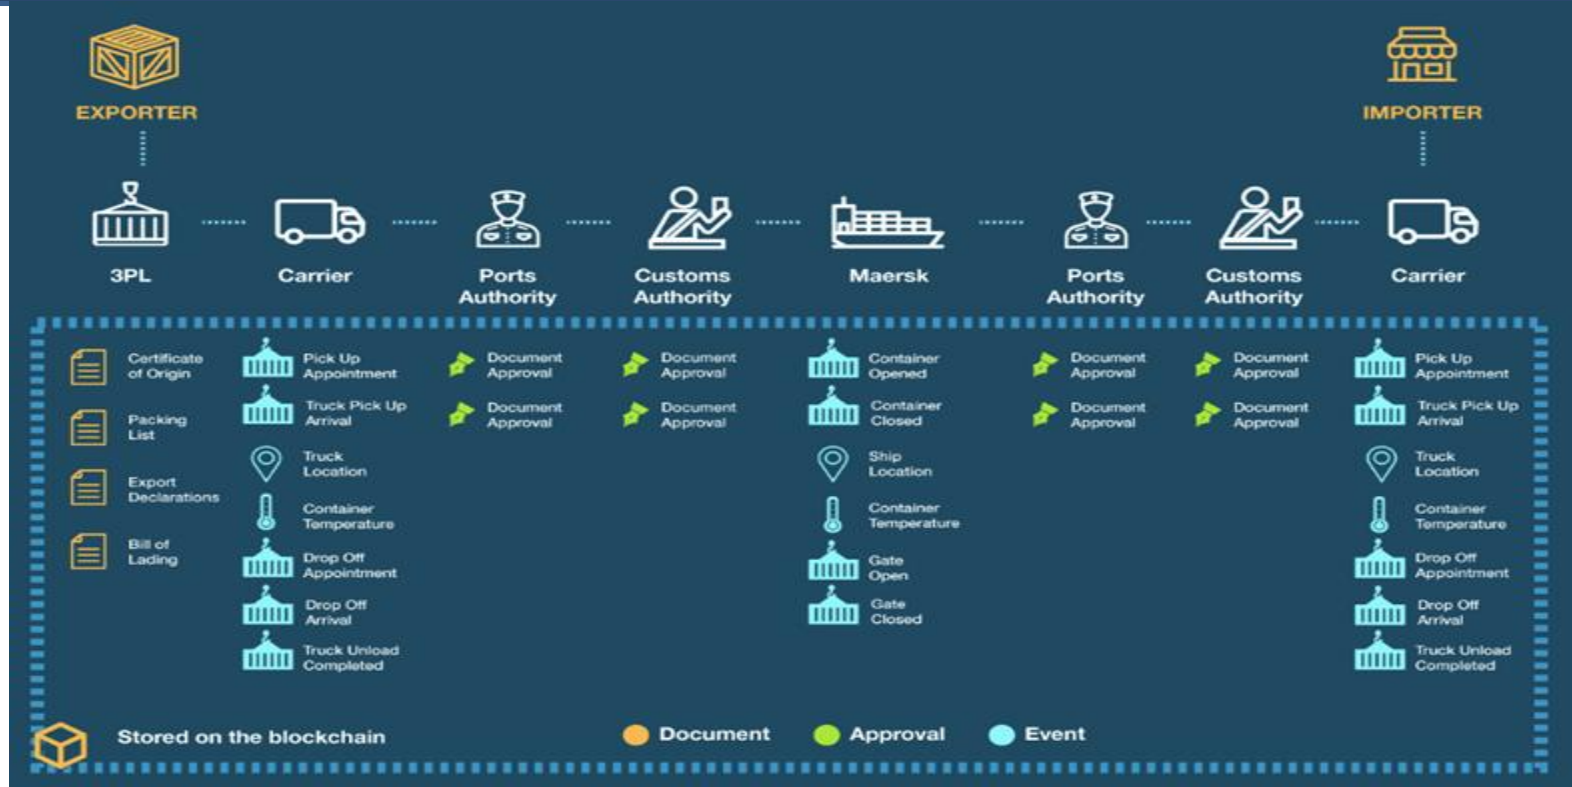 EXPORTER
IMPORTER
3PL
Carrier
Ports
Authority
Customs
Authority
Maersk
Ports
Authority
Customs
Authority
Carrier
Certificate
of Origin
Packing
List
Export
Declarations
Bill of
Lading
Pick Up
Appointment
Truck Pick Up
Arrival
Truck
Location
Container
Temperature
Drop Off
Appointment
Drop Off
Arrival
Truck Unload
Completed
Document
Approval
Document
Approval
Document
Approval
Document
Approval
Container
Opened
Container
Closed
Ship
Location
Container
Temperature
Gate
Open
Gate
Closed
Document
Approval
Document
Approval
Document
Approval
Document
Approval
Pick Up
Appointment
Truck Pick Up
Arrival
Truck
Location
Container
Temperature
Drop Off
Appointment
Drop Off
Arrival
Truck Unload
Completed
Stored on the blockchain
Document
Approval
Event